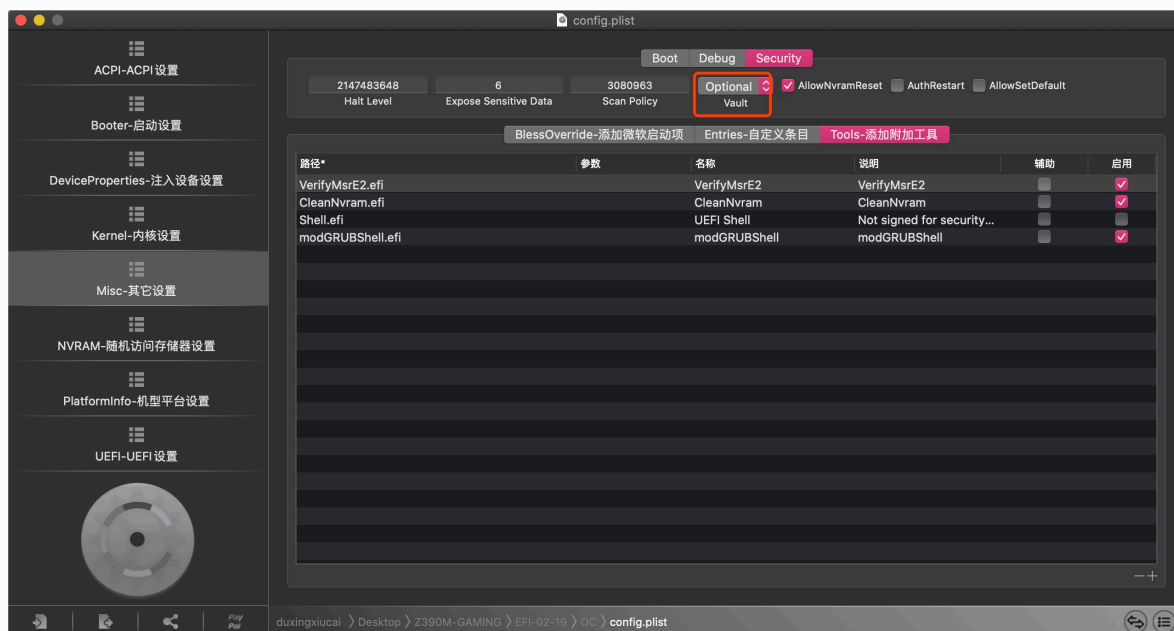 config.plist
ACPI-ACPI设置
Booter-启动设置
DeviceProperties-注入设备设置
Kernel-内核设置
Misc-其它设置
NVRAM-随机访问存储器设置
PlatformInfo-机型平台设置
UEFI-UEFI设置
Pay
Pal
Boot Debug Security
2147483648 6 3080963 Optional AllowNvramReset AuthRestart AllowSetDefault
Halt Level Expose Sensitive Data Scan Policy Vault
BlessOverride-添加微软启动项 Entries-自定义条目 Tools-添加附加工具
路径* 参数 名称 说明 辅助 启用
VerifyMsrE2.efi VerifyMsrE2 VerifyMsrE2
CleanNvram.efi CleanNvram CleanNvram
Shell.efi UEFI Shell Not signed for security...
modGRUBShell.efi modGRUBShell modGRUBShell
duxingxiucai 〉Desktop 〉Z390M-GAMING 〉EFI-02-19 〉OC 〉config.plist